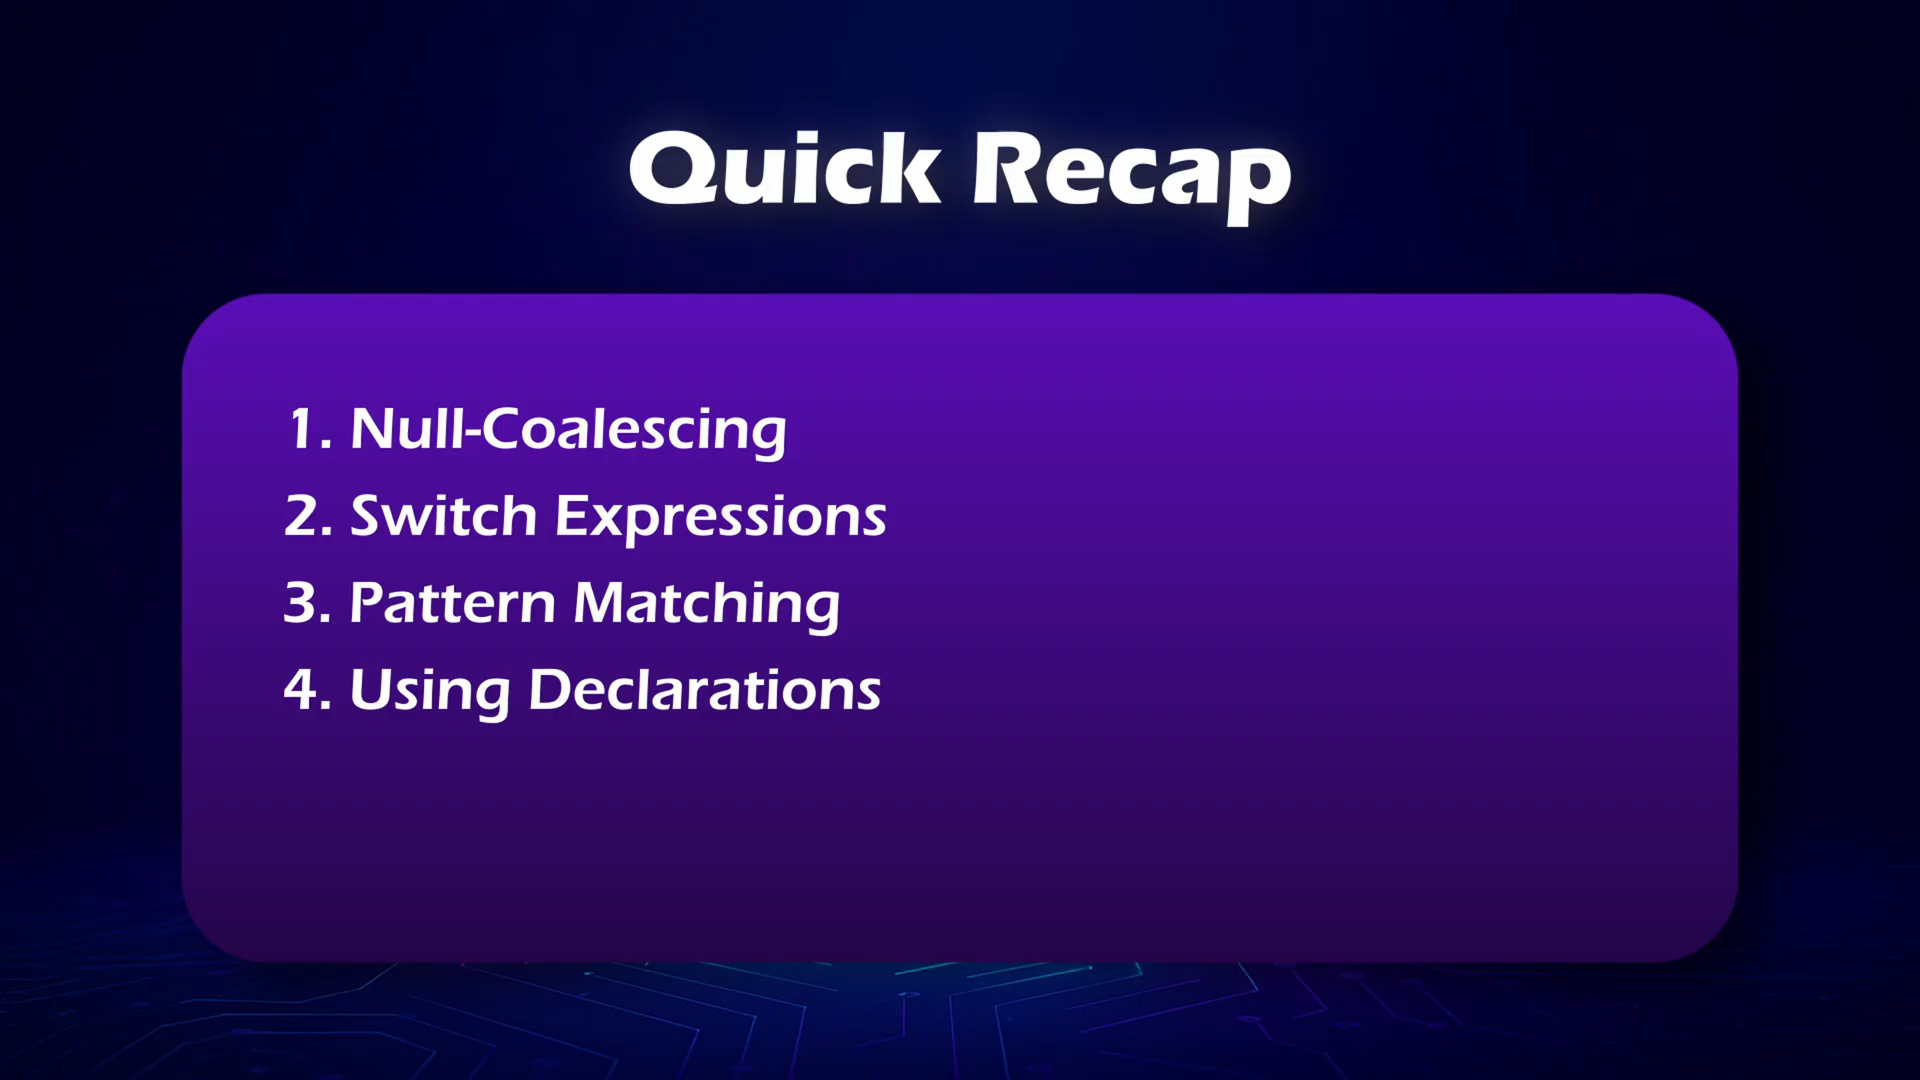 Quick Recap
1. Null-Coalescing
2. Switch Expressions
3. Pattern Matching
4. Using Declarations